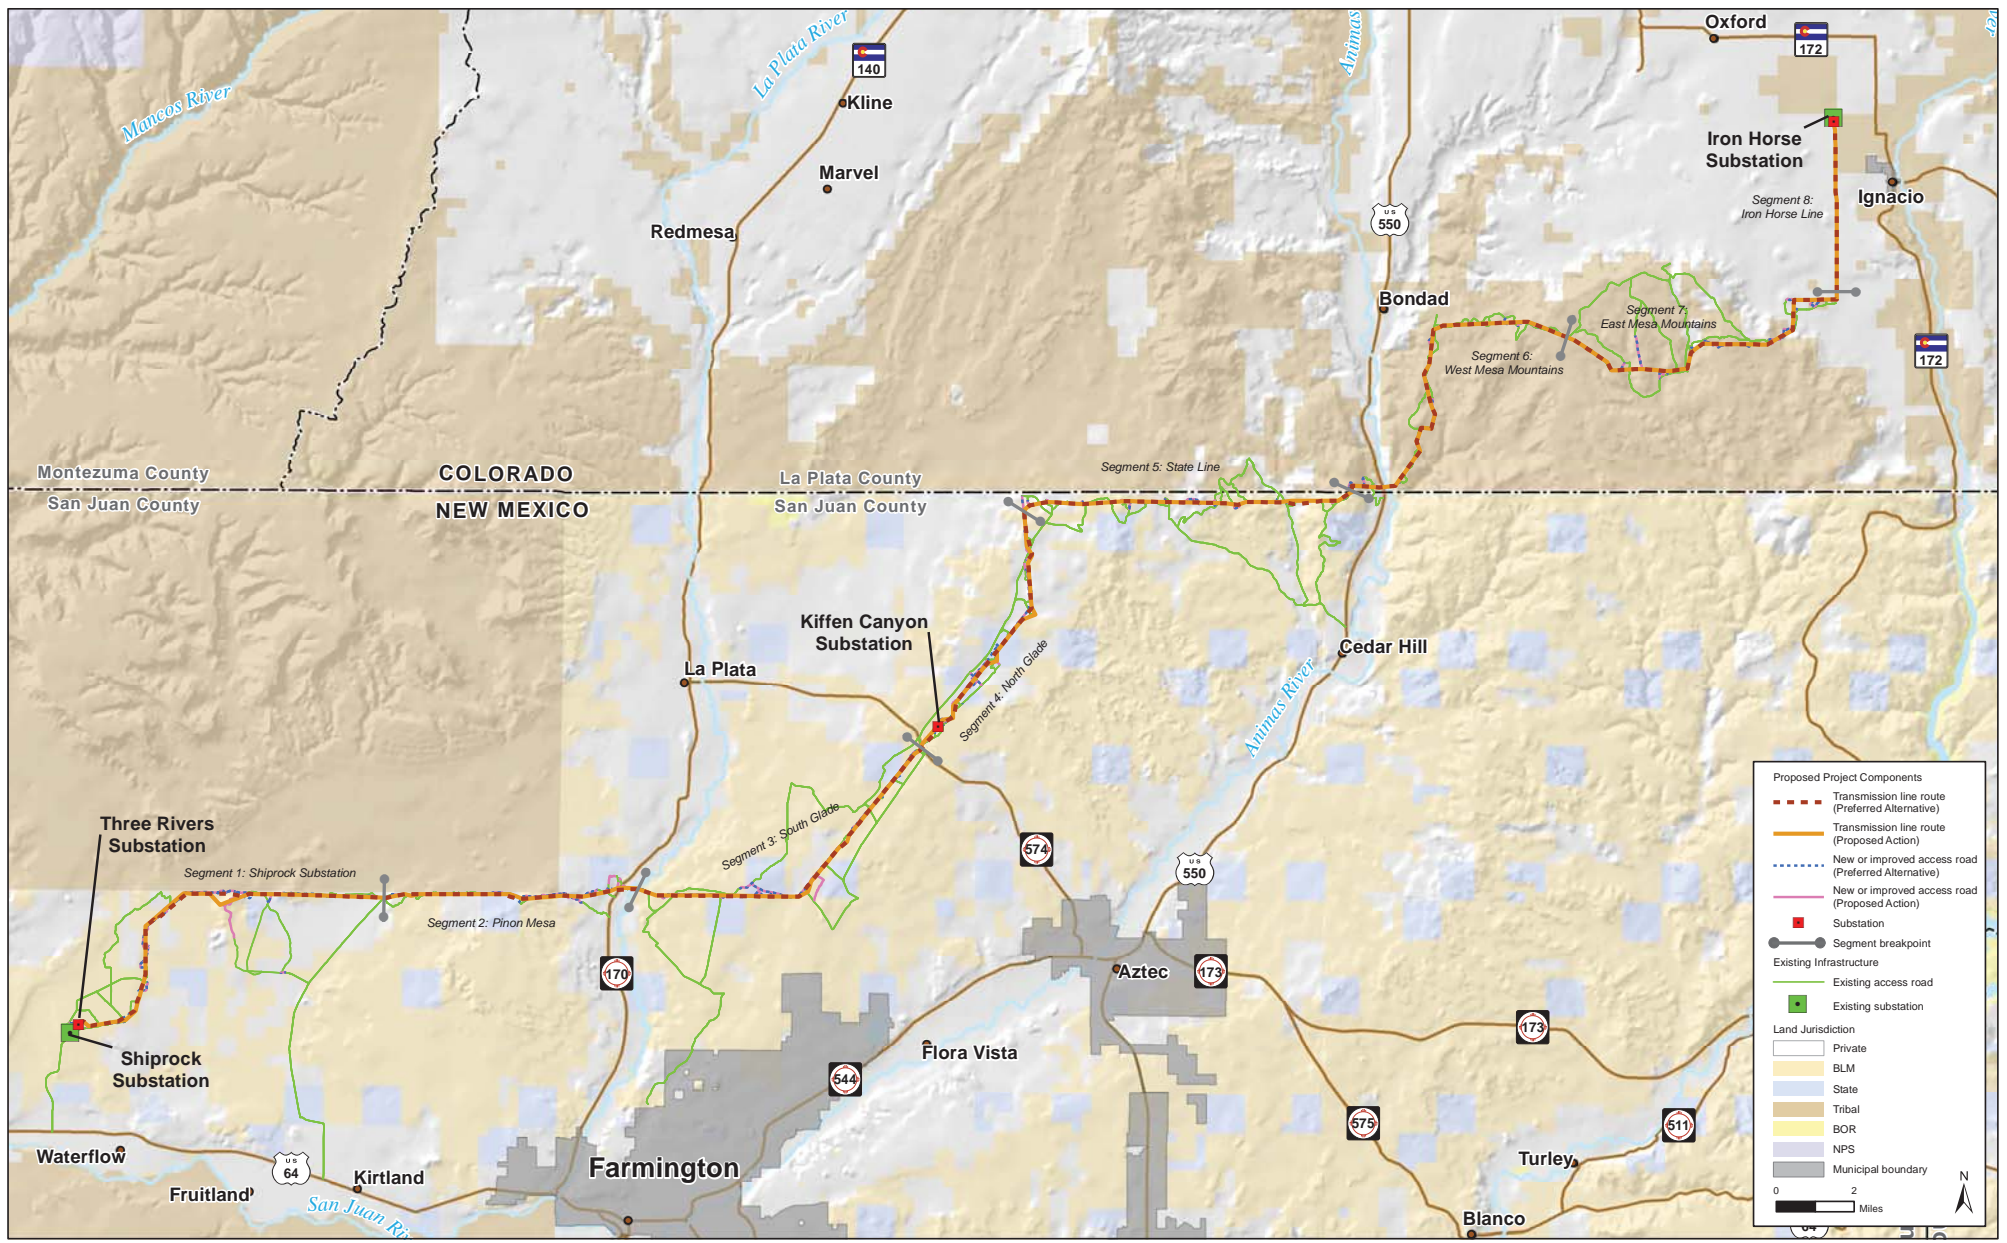 Oxford
172
Animas
La Plata River
140
Kline
Mancos River
Iron Horse
Substation
Marvel
Ignacio
Segment 8:
Iron Horse Line
US
550
Redmesa
Bondad
Segment 7:
East Mesa Mountains
172
Segment 6:
West Mesa Mountains
Montezuma County
COLORADO
La Plata County
Segment 5: State Line
San Juan County
NEW MEXICO
San Juan County
Kiffen Canyon
Substation
Cedar Hill
La Plata
Segment 4: North Glade
Animas River
Three Rivers
Substation
Segment 3: South Glade
574
US
550
Segment 1: Shiprock Substation
Segment 2: Pinon Mesa
170
Aztec
173
173
Shiprock
Substation
Flora Vista
544
575
511
Waterflow
US
64
Kirtland
Farmington
Turley
Fruitland
San Juan Ri
Blanco
Proposed Project Components
Transmission line route
(Preferred Alternative)
Transmission line route
(Proposed Action)
New or improved access road
(Preferred Alternative)
New or improved access road
(Proposed Action)
Substation
Segment breakpoint
Existing Infrastructure
Existing access road
Existing substation
Land Jurisdiction
Private
BLM
State
Tribal
BOR
NPS
Municipal boundary
N
0 2
Miles